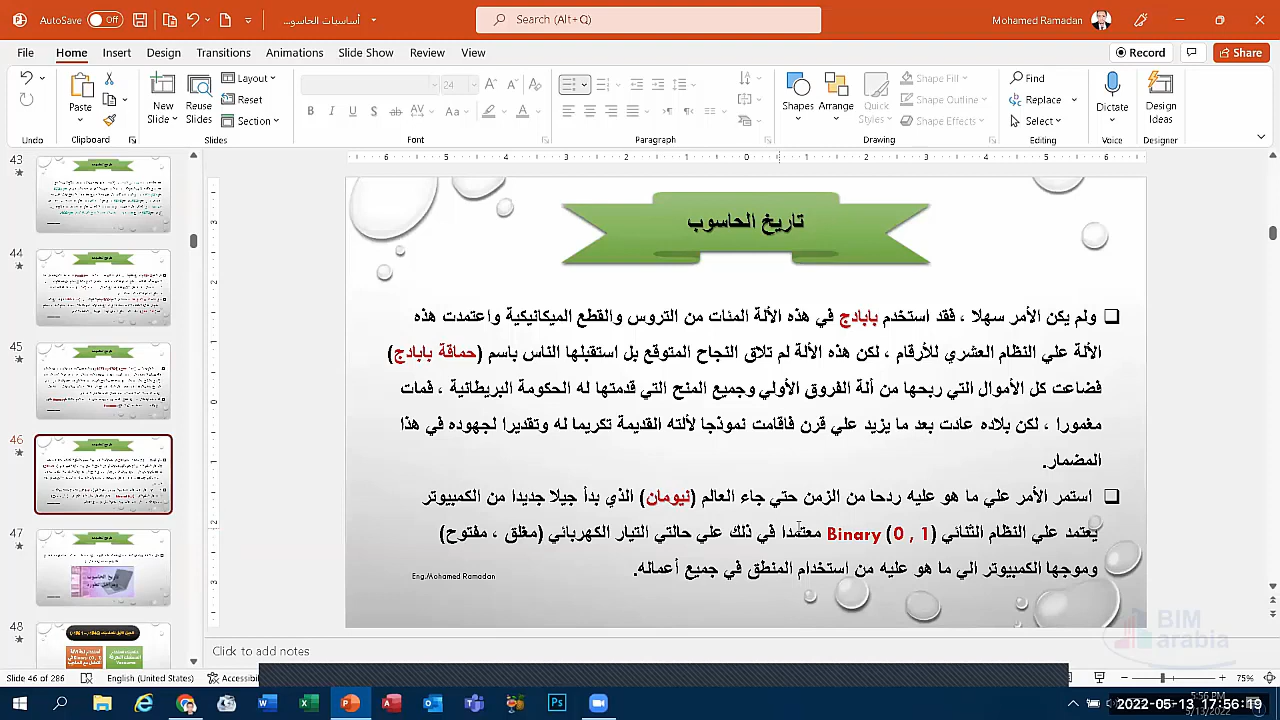 AutoSave
Off
أساسيات الحاسو...
Search (Alt+Q)
Mohamed Ramadan
File
Home
Insert
Design
Transitions
Animations
Slide Show
Review
View
Record
Share
Paste
New Slide
Reuse Slides
Layout
Reset
Section
24
Shapes
Arrange
Quick Styles
Shape Fill
Shape Outline
Shape Effects
Find
Replace
Select
Dictate
Design Ideas
Undo
Clipboard
Slides
Font
Paragraph
Drawing
Editing
Voice
Designer
43
44
45
46
47
48
تاريخ الحاسوب
ولم يكن الأمر سهلا ، فقد استخدم بابادج في هذه الألة المئات من التروس والقطع الميكانيكية واعتمدت هذه
الألة علي النظام العشري للأرقام ، لكن هذه الألة لم تلاق النجاح المتوقع بل استقبلها الناس باسم (حماقة بابادج)
فضاعت كل الأموال التي ربحها من ألة الفروق الأولي وجميع المنح التي قدمتها له الحكومة البريطانية ، فمات
مغمورا ، لكن بلاده عادت بعد ما يزيد علي قرن فاقامت نموذجا لألته القديمة تكريما له وتقديرا لجهوده في هذا
المضمار.
استمر الأمر علي ما هو عليه ردحا من الزمن حتي جاء العالم (نيومان) الذي بدأ جيلا جديدا من الكمبيوتر
يعتمد علي النظام الثنائي Binary (0 , 1) معتمدا في ذلك علي حالتي التيار الكهربائي (مغلق ، مفتوح)
وموجها الكمبيوتر الي ما هو عليه من استخدام المنطق في جميع أعماله.
Eng.Mohamed Ramadan
BIM
arabia
Click to add notes
Slide 46 of 286
English (United States)
75%
2022-05-13 17:56:19